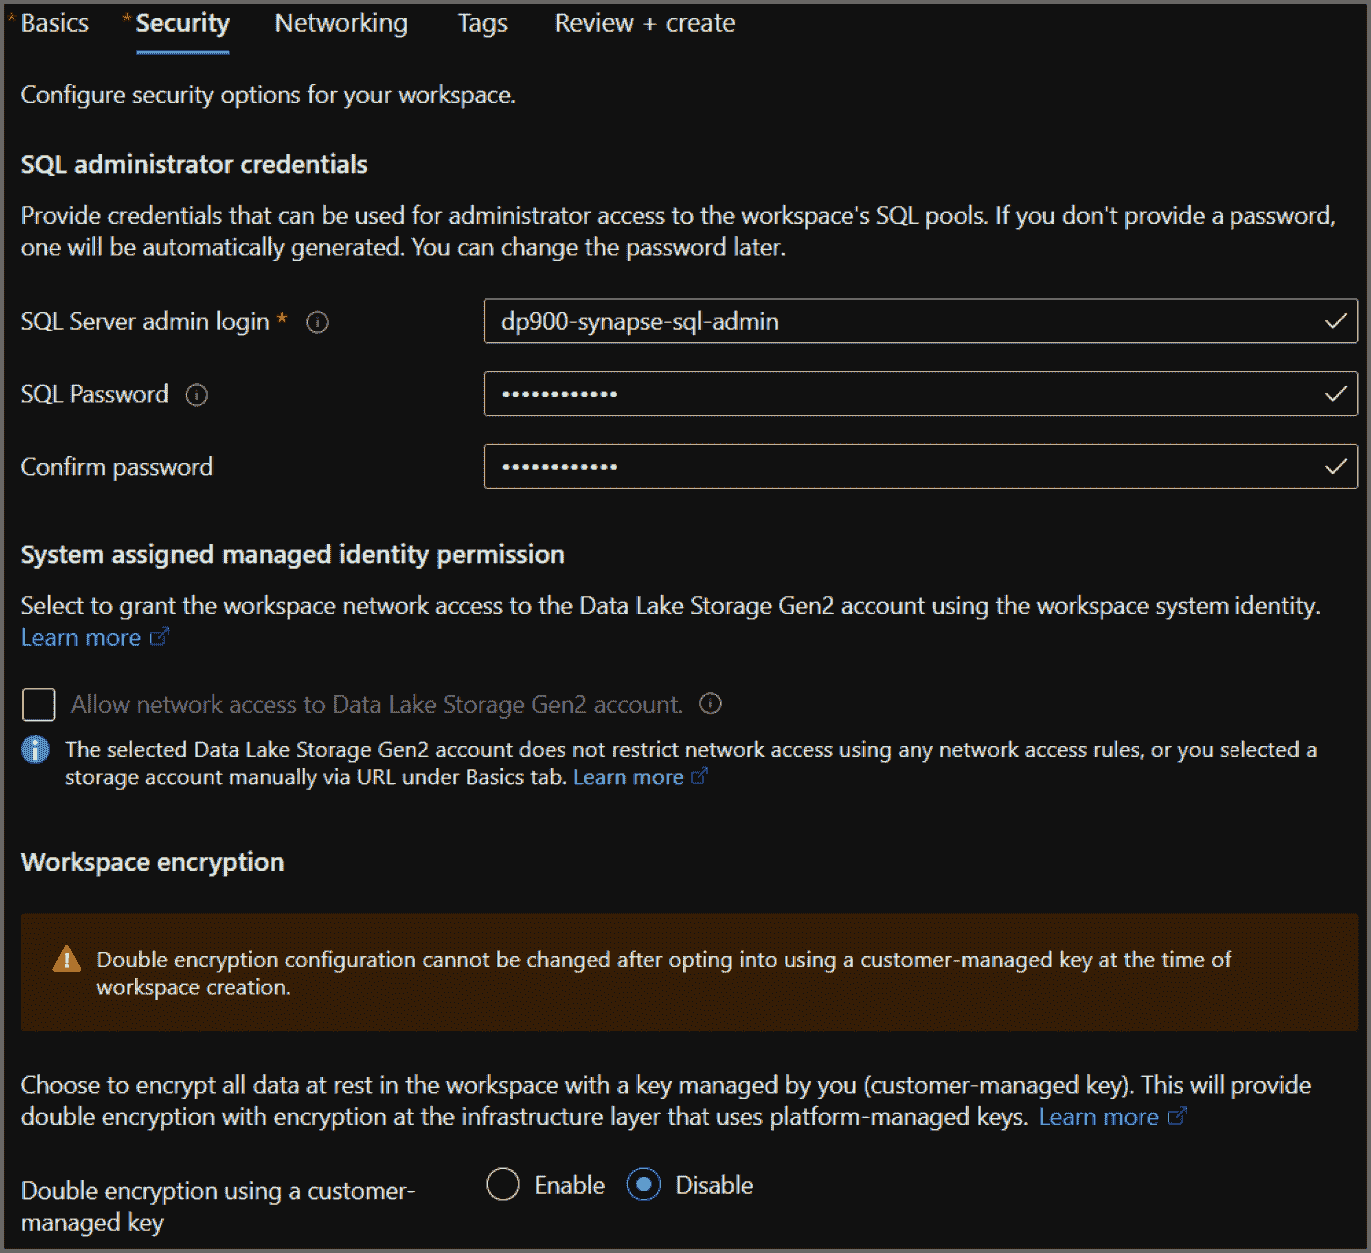 * Basics * Security Networking Tags Review + create
Configure security options for your workspace.
SQL administrator credentials
Provide credentials that can be used for administrator access to the workspace's SQL pools. If you don't provide a password,
one will be automatically generated. You can change the password later.
SQL Server admin login * dp900-synapse-sql-admin
SQL Password ••••••••••••
Confirm password ••••••••••••
System assigned managed identity permission
Select to grant the workspace network access to the Data Lake Storage Gen2 account using the workspace system identity.
Learn more
Allow network access to Data Lake Storage Gen2 account.
The selected Data Lake Storage Gen2 account does not restrict network access using any network access rules, or you selected a
storage account manually via URL under Basics tab. Learn more
Workspace encryption
Double encryption configuration cannot be changed after opting into using a customer-managed key at the time of
workspace creation.
Choose to encrypt all data at rest in the workspace with a key managed by you (customer-managed key). This will provide
double encryption with encryption at the infrastructure layer that uses platform-managed keys. Learn more
Double encryption using a customer- Enable Disable
managed key